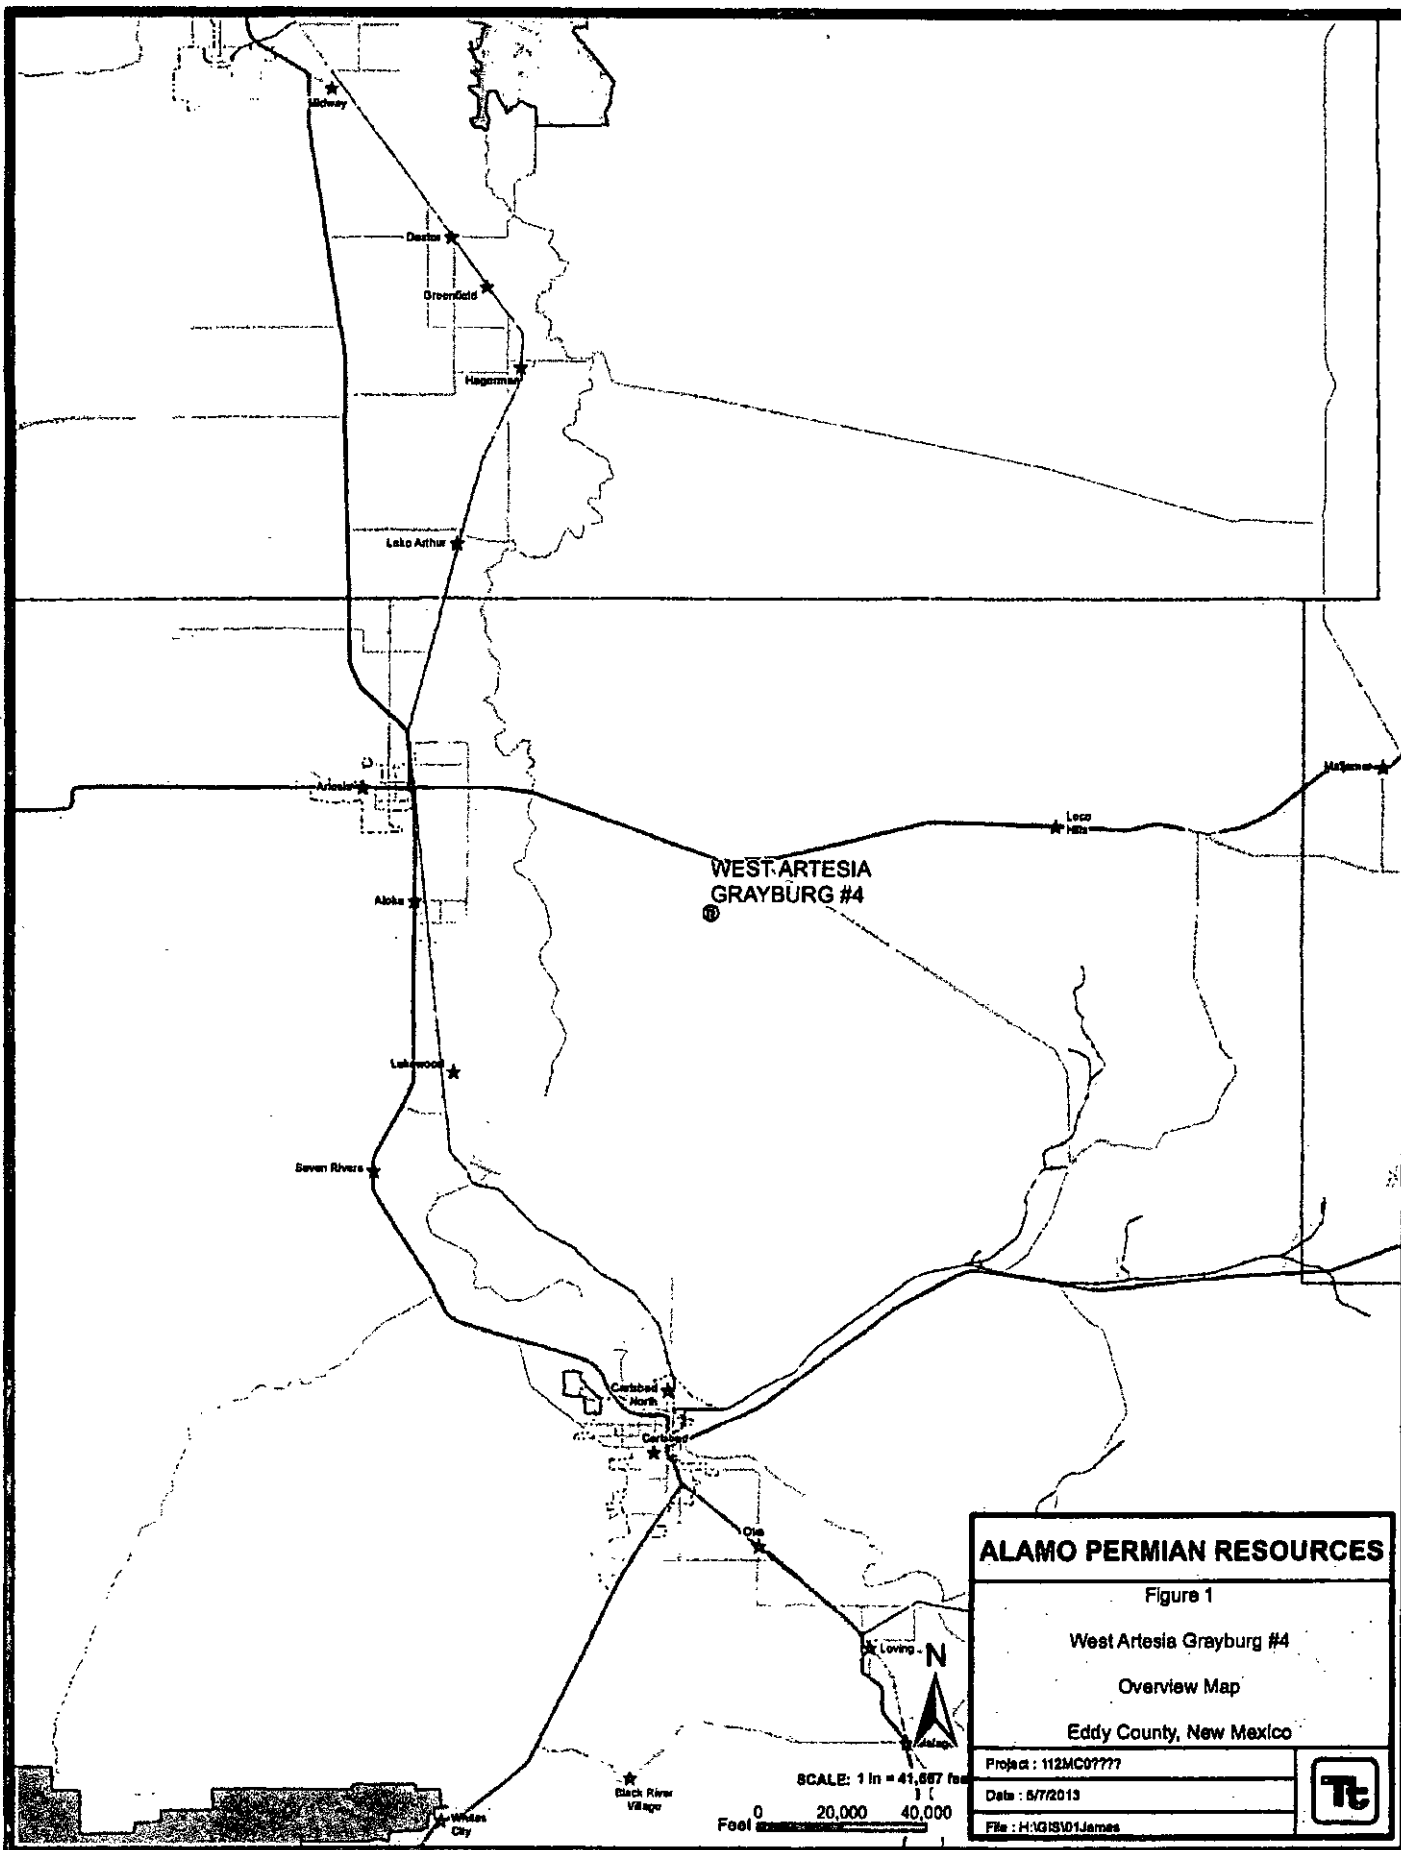 Midway
Dexter
Greenfield
Hagerman
Lake Arthur
Artesia
Maljamar
Loco
Hills
WEST ARTESIA
GRAYBURG #4
Atoka
Lakewood
Seven Rivers
Carlsbad
North
Carlsbad
Otis
Loving
N
Malaga
Black River
Village
Whites
City
SCALE: 1 in = 41,667 feet
Feet
0 20,000 40,000
ALAMO PERMIAN RESOURCES
Figure 1
West Artesia Grayburg #4
Overview Map
Eddy County, New Mexico
Project : 112MC0????
Date : 5/7/2013
File : H:\GIS\01James
Tt